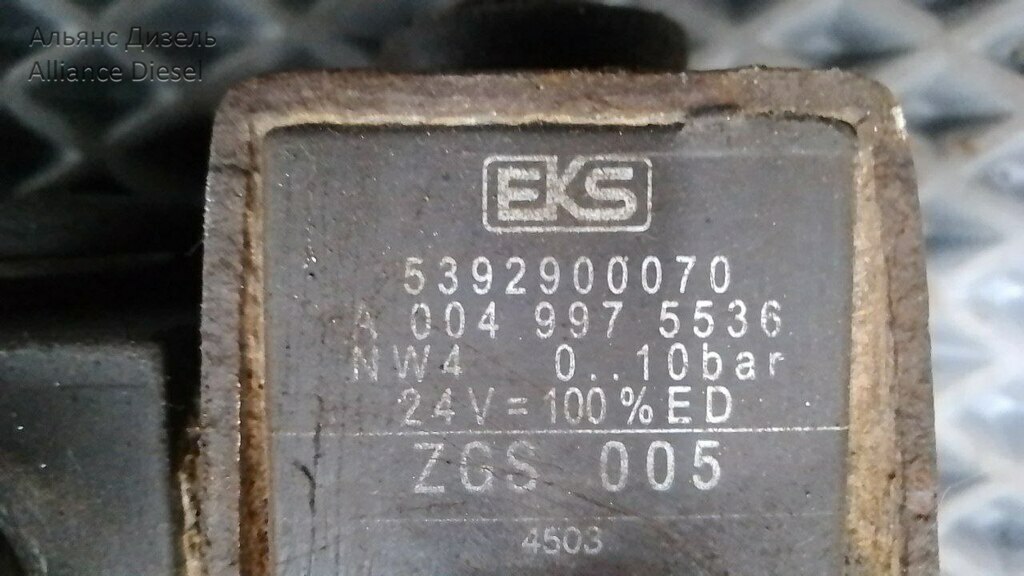 Альянс Дизель
Alliance Diesel
EKS
5392900070
A 004 997 5536
NW4 0..10bar
24V=100%ED
ZGS 005
4503